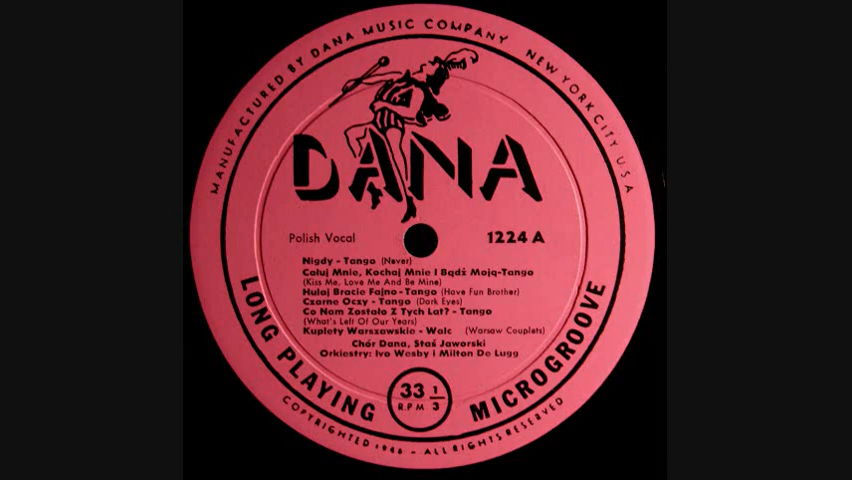 MANUFACTURED BY DANA MUSIC COMPANY NEW YORK CITY U.S.A
DANA
Polish Vocal 1224 A
Nigdy - Tango (Never)
Całuj Mnie, Kochaj Mnie I Bądź Moją-Tango
(Kiss Me, Love Me And Be Mine)
Hulaj Bracie Fajno - Tango (Have Fun Brother)
Czarne Oczy - Tango (Dark Eyes)
Co Nam Zostało Z Tych Lat? - Tango
(What's Left Of Our Years)
Kuplety Warszawskie - Walc (Warsaw Couplets)
Chór Dana, Staś Jaworski
Orkiestry: Ivo Wesby i Milton De Lugg
LONG PLAYING
33 1/3
R.P.M
MICROGROOVE
COPYRIGHTED - ALL RIGHTS RESERVED